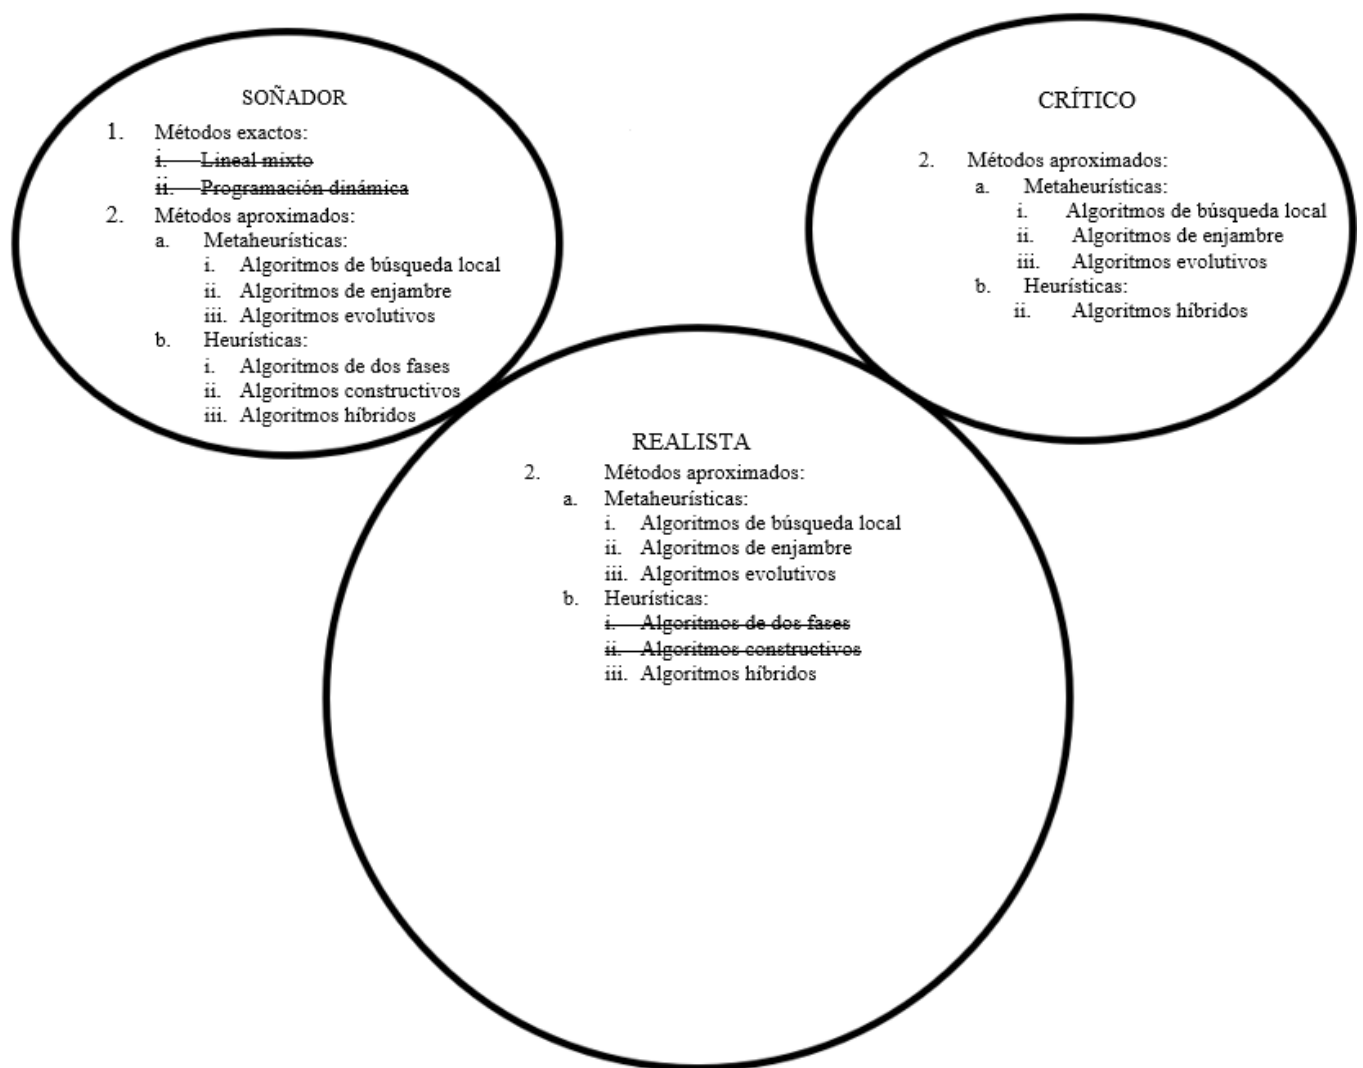 SOÑADOR
1. Métodos exactos:
i. Lineal mixto
ii. Programación dinámica
2. Métodos aproximados:
a. Metaheurísticas:
i. Algoritmos de búsqueda local
ii. Algoritmos de enjambre
iii. Algoritmos evolutivos
b. Heurísticas:
i. Algoritmos de dos fases
ii. Algoritmos constructivos
iii. Algoritmos híbridos
CRÍTICO
2. Métodos aproximados:
a. Metaheurísticas:
i. Algoritmos de búsqueda local
ii. Algoritmos de enjambre
iii. Algoritmos evolutivos
b. Heurísticas:
ii. Algoritmos híbridos
REALISTA
2. Métodos aproximados:
a. Metaheurísticas:
i. Algoritmos de búsqueda local
ii. Algoritmos de enjambre
iii. Algoritmos evolutivos
b. Heurísticas:
i. Algoritmos de dos fases
ii. Algoritmos constructivos
iii. Algoritmos híbridos